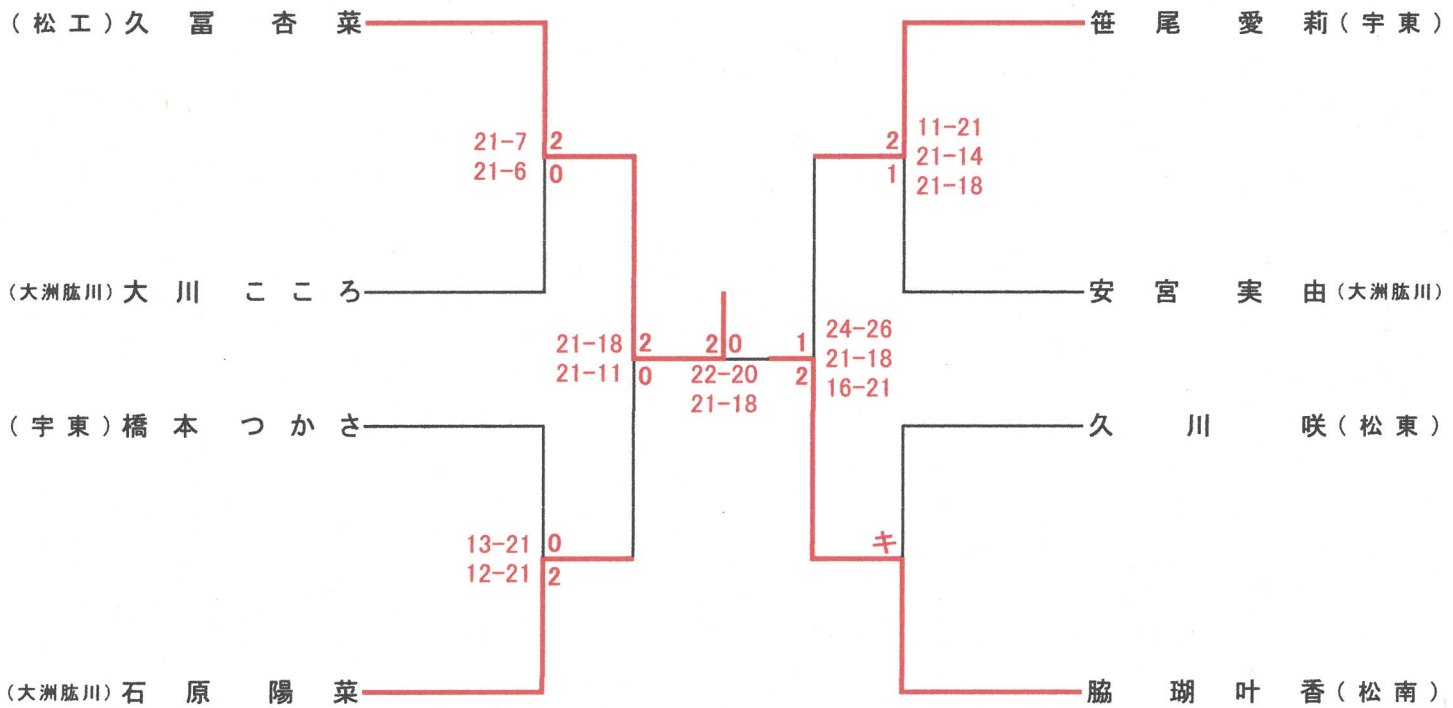 (松工)久冨杏菜
笹尾愛莉(宇東)
21-7 2
21-6 0
2 11-21
21-14
1 21-18
(大洲肱川)大川こころ
安宮実由(大洲肱川)
21-18 2
21-11 0
2 0
22-20
21-18
1 24-26
21-18
2 16-21
(宇東)橋本つかさ
久川咲(松東)
13-21 0
12-21 2
キ
(大洲肱川)石原陽菜
脇瑚叶香(松南)